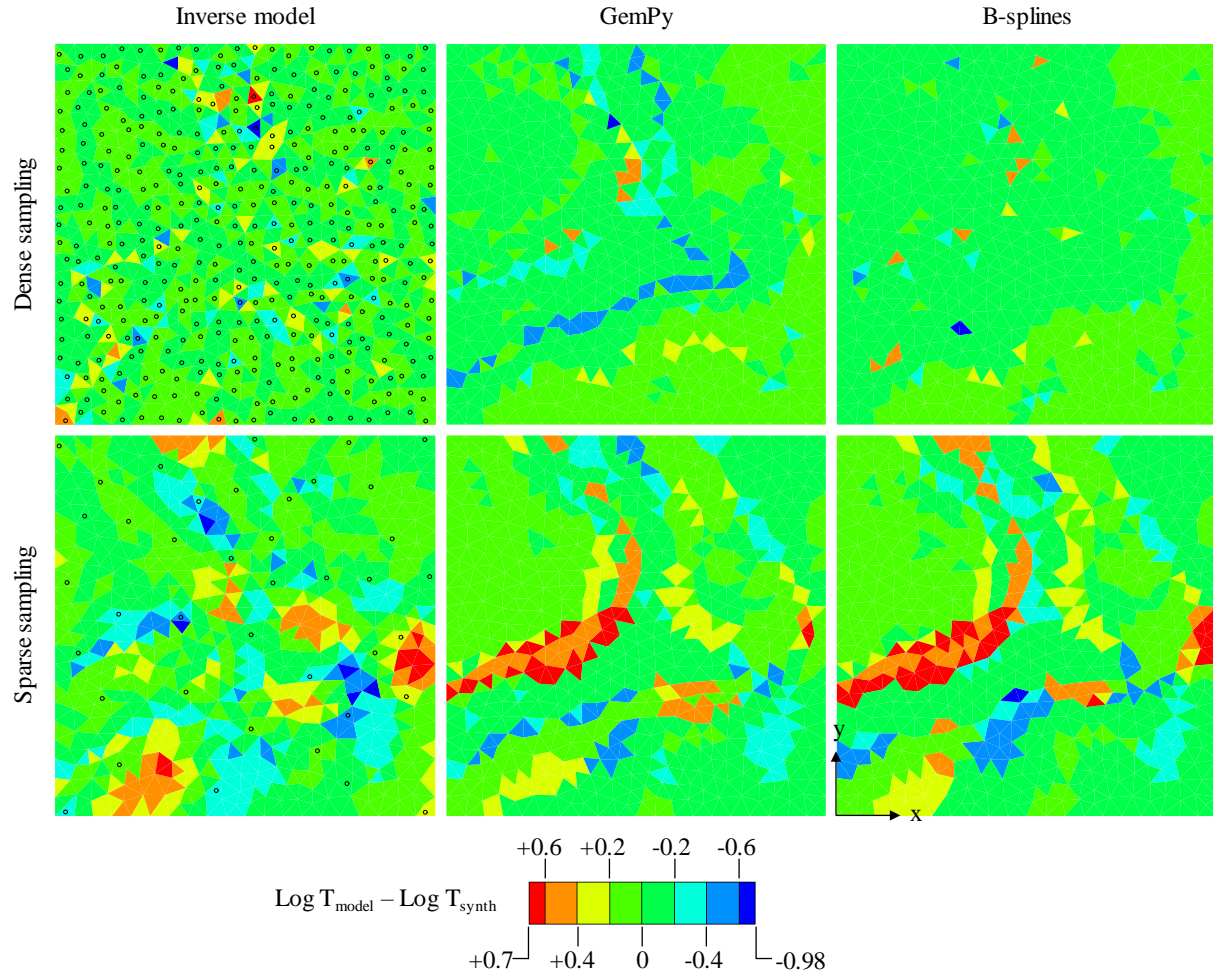 Inverse model
GemPy
B-splines
Dense sampling
Sparse sampling
y
x
+0.6 +0.2 -0.2 -0.6
Log T_model – Log T_synth
+0.7 +0.4 0 -0.4 -0.98